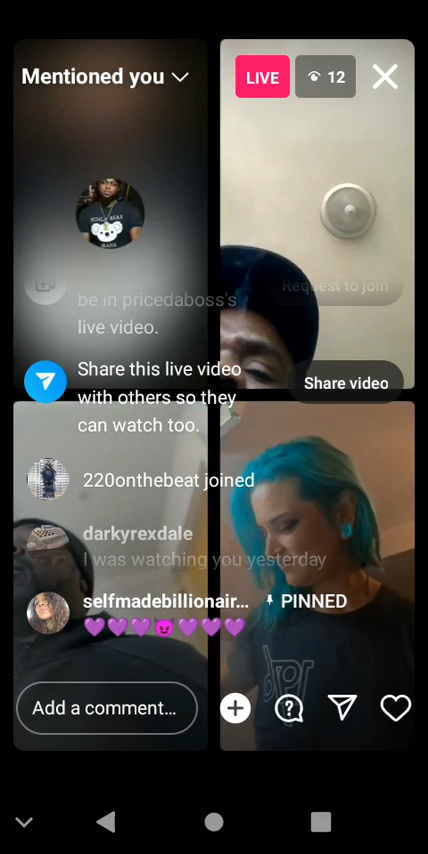 Mentioned you
LIVE
12
be in pricedaboss's
live video.
Request to join
Share this live video
with others so they
can watch too.
Share video
220onthebeat joined
darkyrexdale
I was watching you yesterday
selfmadebillionair... PINNED
💜💜💜😈💜💜💜
Add a comment...